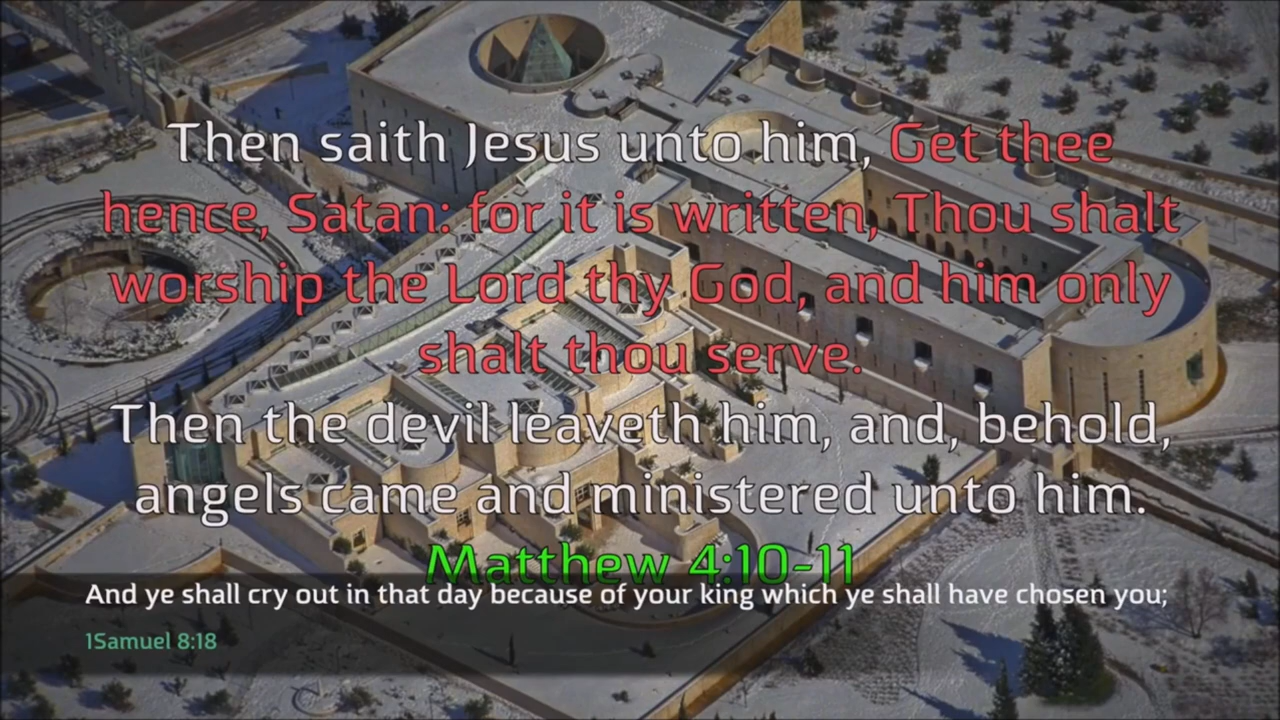 Then saith Jesus unto him, Get thee
hence, Satan: for it is written, Thou shalt
worship the Lord thy God, and him only
shalt thou serve.
Then the devil leaveth him, and, behold,
angels came and ministered unto him.
Matthew 4:10-11
And ye shall cry out in that day because of your king which ye shall have chosen you;
1Samuel 8:18